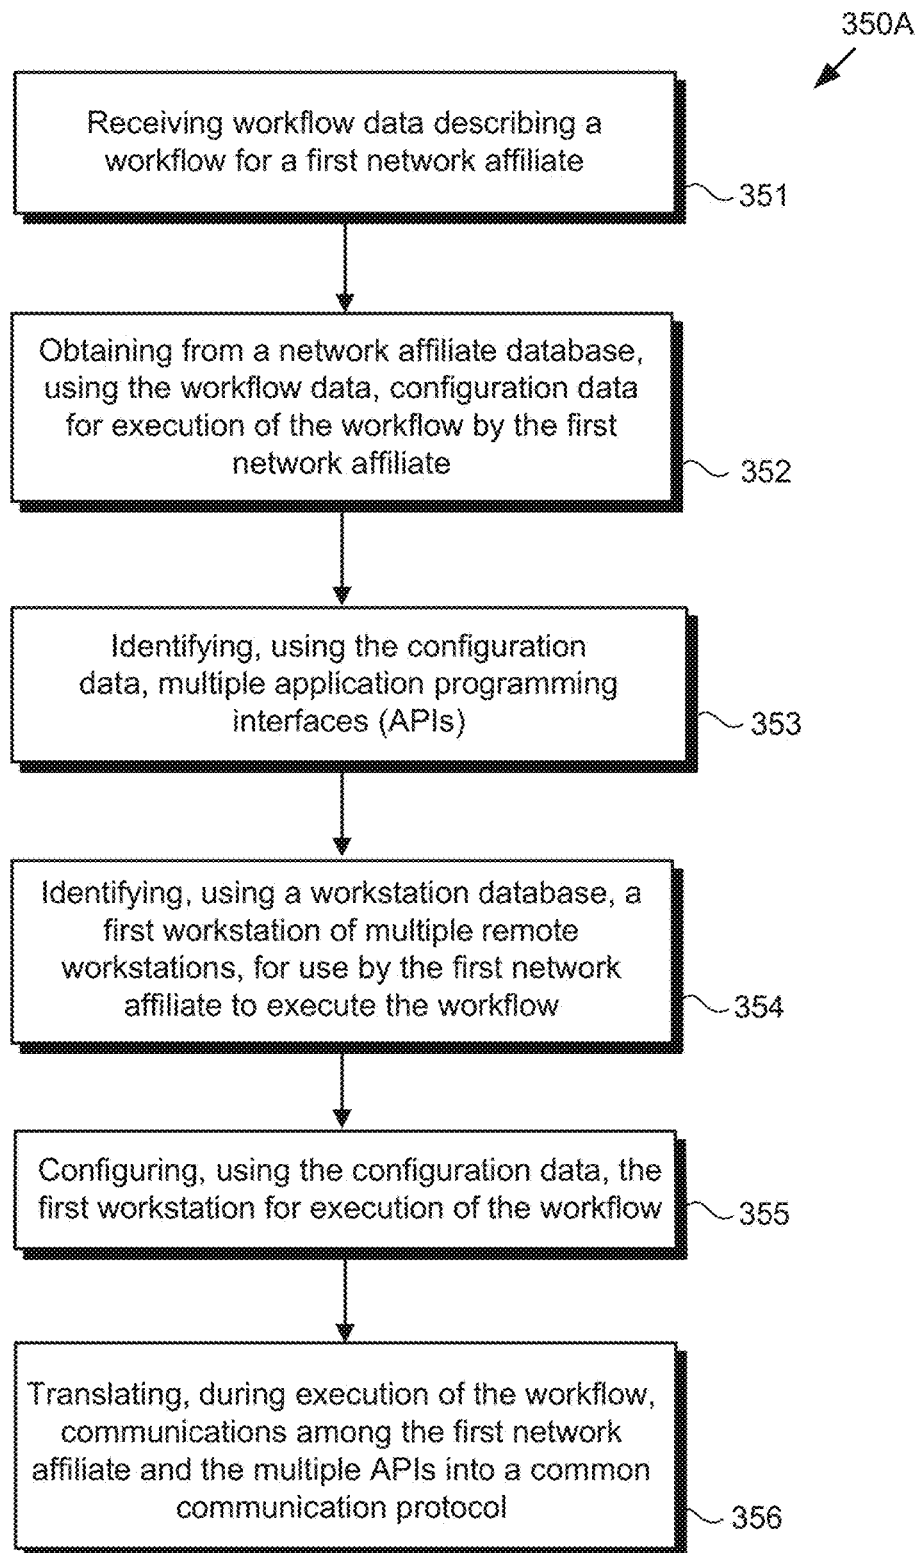 350A
Receiving workflow data describing a
workflow for a first network affiliate
351
Obtaining from a network affiliate database,
using the workflow data, configuration data
for execution of the workflow by the first
network affiliate
352
Identifying, using the configuration
data, multiple application programming
interfaces (APIs)
353
Identifying, using a workstation database, a
first workstation of multiple remote
workstations, for use by the first network
affiliate to execute the workflow
354
Configuring, using the configuration data, the
first workstation for execution of the workflow
355
Translating, during execution of the workflow,
communications among the first network
affiliate and the multiple APIs into a common
communication protocol
356